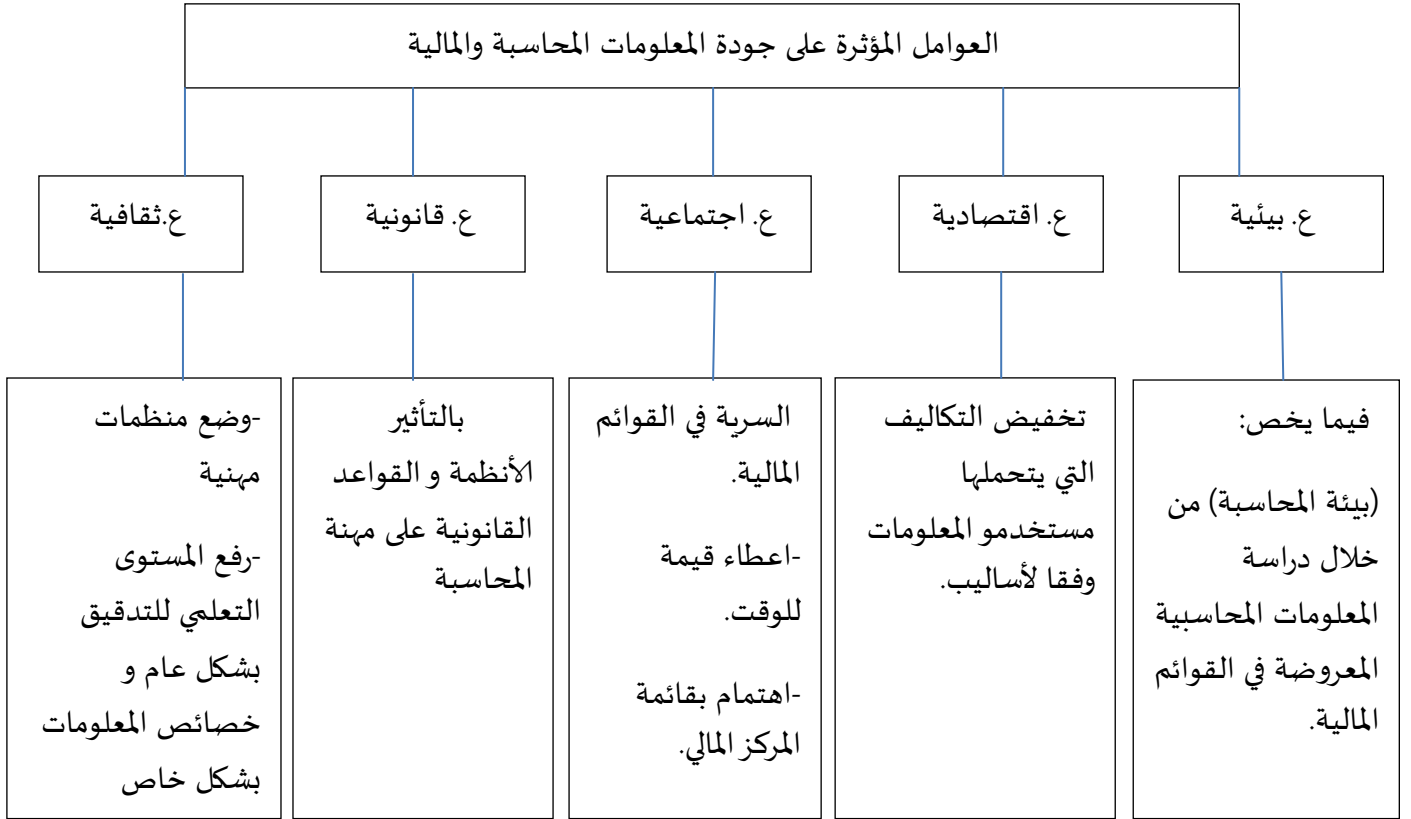 العوامل المؤثرة على جودة المعلومات المحاسبة والمالية
ع. بيئية
ع. اقتصادية
ع. اجتماعية
ع. قانونية
ع.ثقافية
فيما يخص:
(بيئة المحاسبة) من
خلال دراسة
المعلومات المحاسبية
المعروضة في القوائم
المالية.
تخفيض التكاليف
التي يتحملها
مستخدمو المعلومات
وفقا لأساليب.
السرية في القوائم
المالية.
-اعطاء قيمة
للوقت.
-اهتمام بقائمة
المركز المالي.
بالتأثير
الأنظمة و القواعد
القانونية على مهنة
المحاسبة
-وضع منظمات
مهنية
-رفع المستوى
التعلمي للتدقيق
بشكل عام و
خصائص المعلومات
بشكل خاص